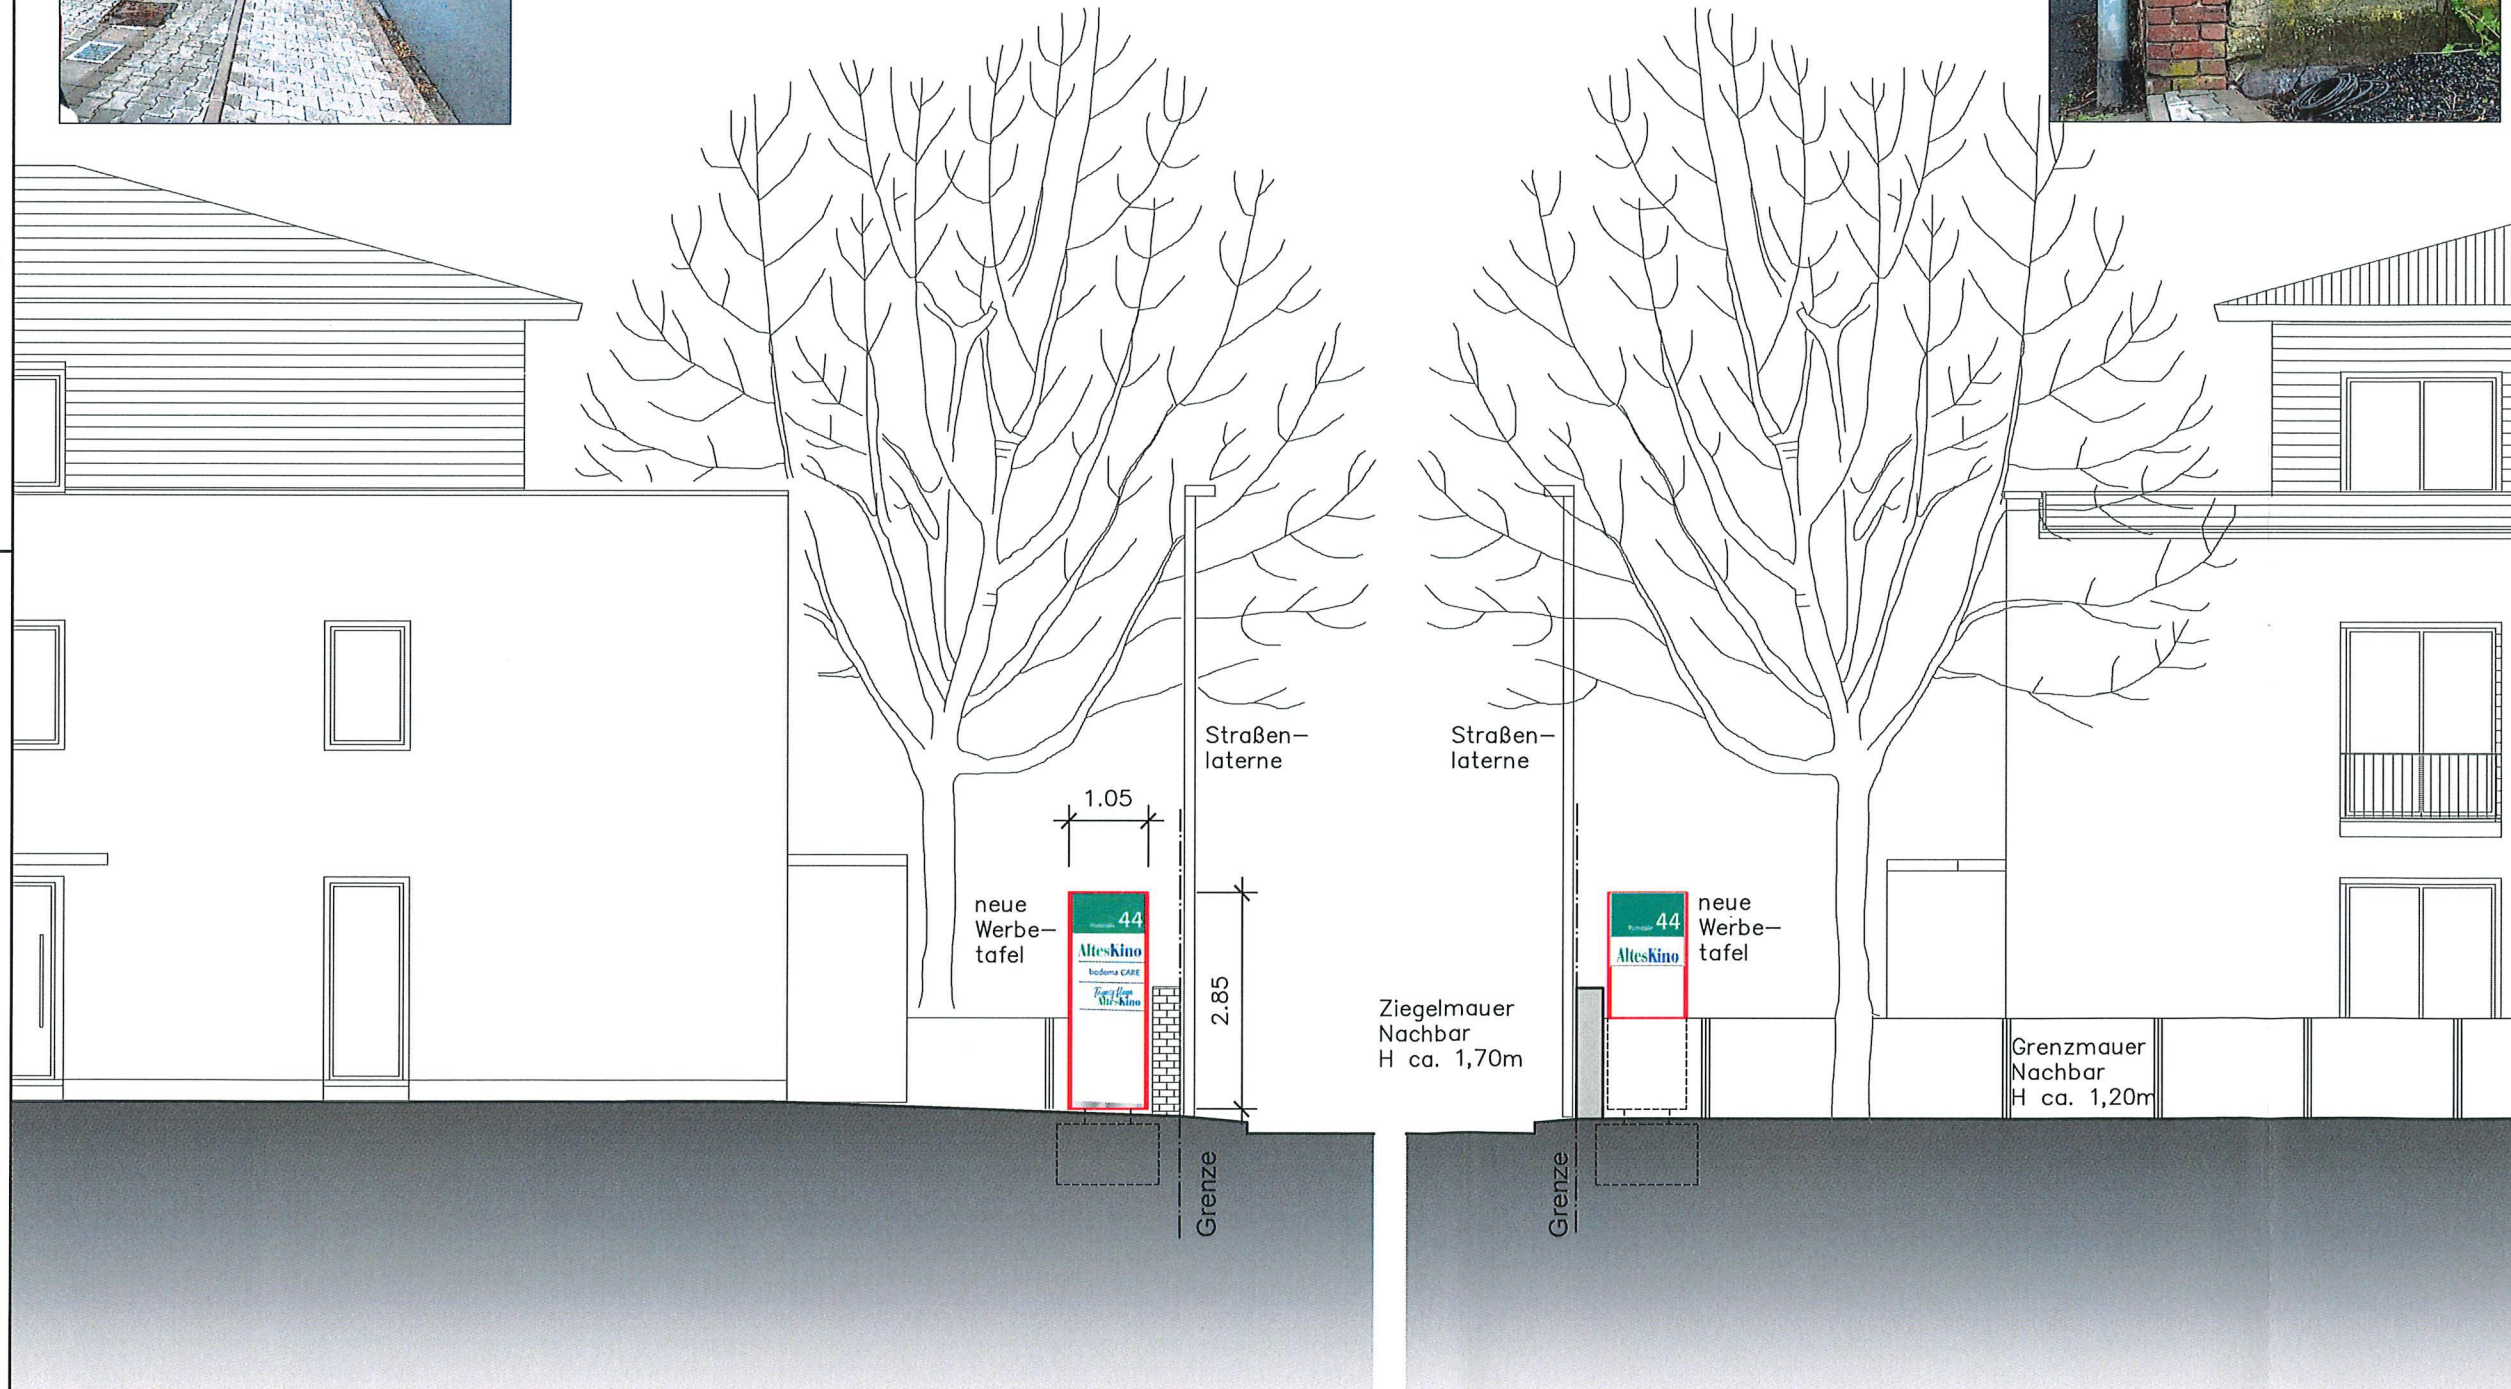 Straßen-
laterne
Straßen-
laterne
1.05
neue
Werbe-
tafel
44
AltesKino
bodema CARE
Tagespflege
AltesKino
2.85
44
AltesKino
neue
Werbe-
tafel
Ziegelmauer
Nachbar
H ca. 1,70m
Grenzmauer
Nachbar
H ca. 1,20m
Grenze
Grenze